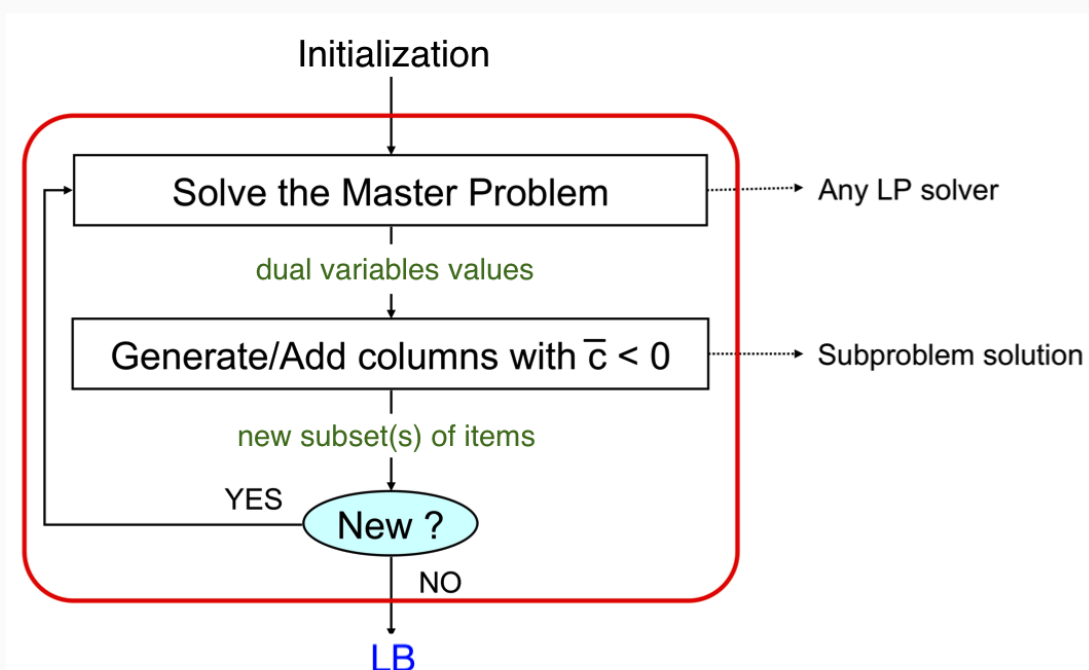 Initialization
Solve the Master Problem
Any LP solver
dual variables values
Generate/Add columns with c̅ < 0
Subproblem solution
new subset(s) of items
YES
New ?
NO
LB